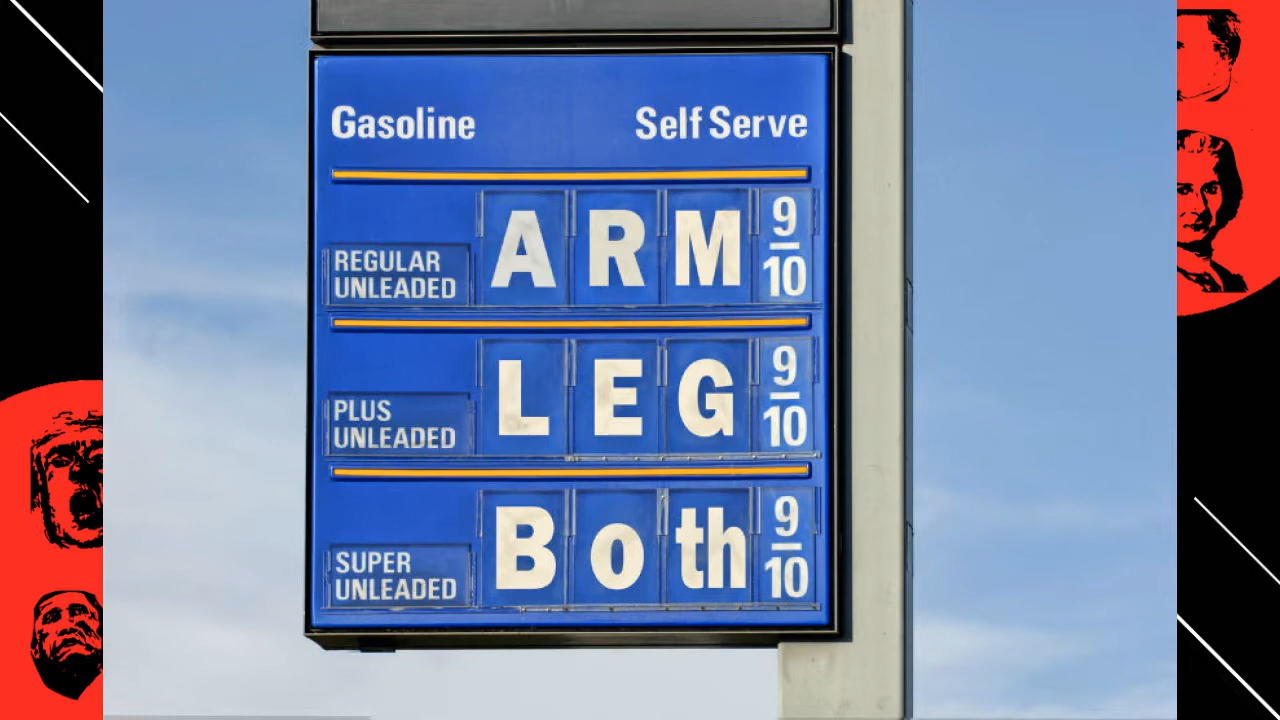 Gasoline Self Serve
REGULAR UNLEADED ARM 9/10
PLUS UNLEADED LEG 9/10
SUPER UNLEADED Both 9/10